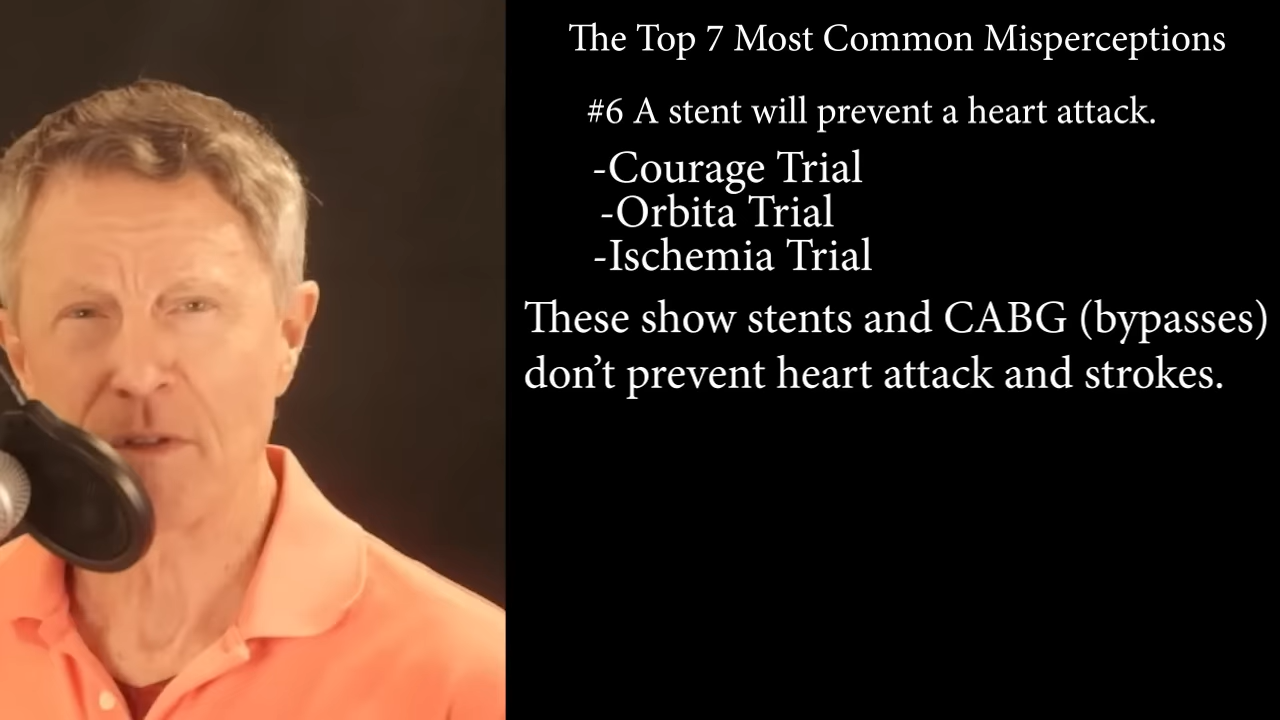 The Top 7 Most Common Misperceptions
#6 A stent will prevent a heart attack.
-Courage Trial
-Orbita Trial
-Ischemia Trial
These show stents and CABG (bypasses)
don’t prevent heart attack and strokes.